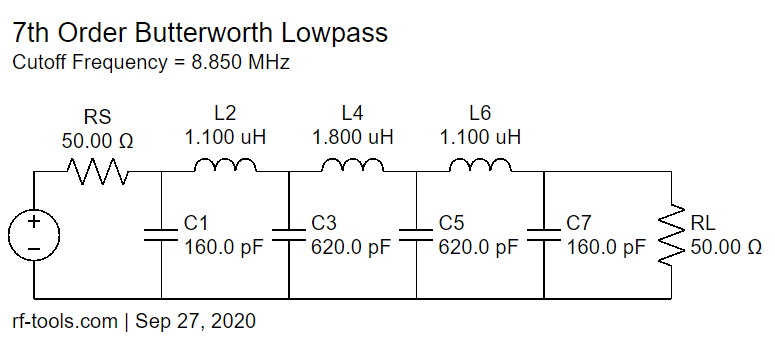 7th Order Butterworth Lowpass
Cutoff Frequency = 8.850 MHz
RS
50.00 Ω
L2
1.100 uH
L4
1.800 uH
L6
1.100 uH
+
−
C1
160.0 pF
C3
620.0 pF
C5
620.0 pF
C7
160.0 pF
RL
50.00 Ω
rf-tools.com | Sep 27, 2020